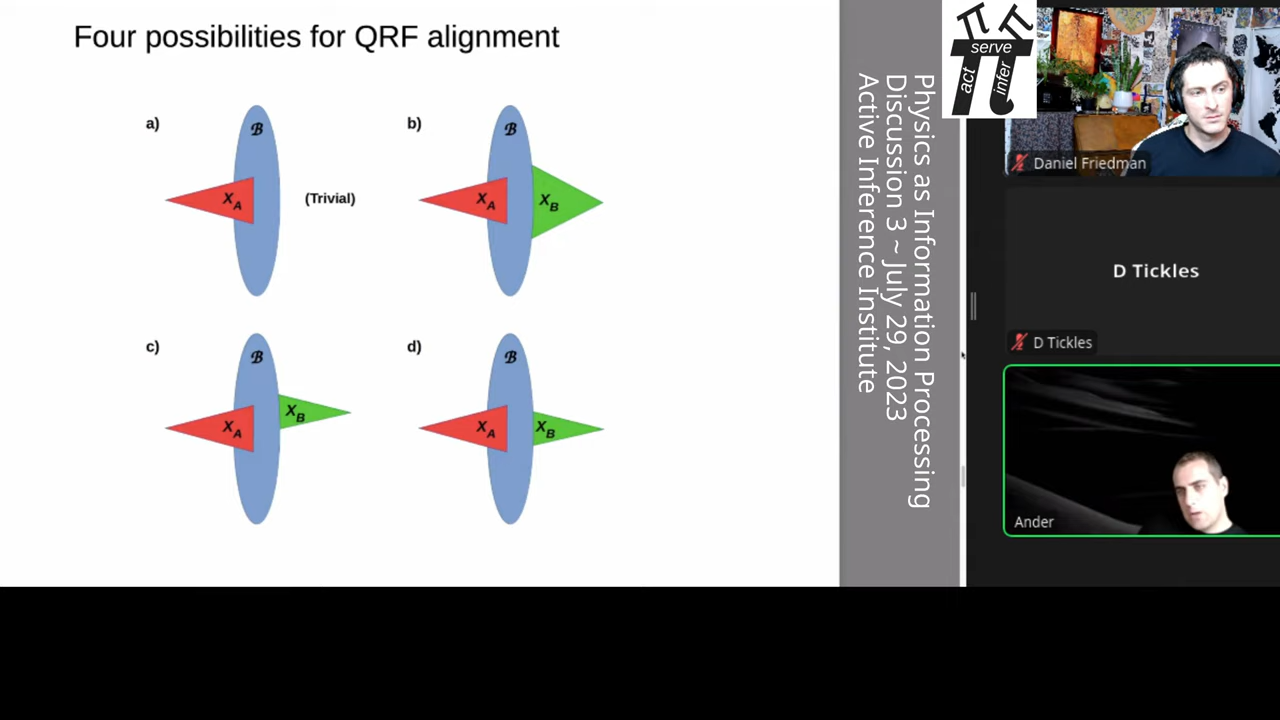 Four possibilities for QRF alignment
a)
ℬ
X_A
(Trivial)
b)
ℬ
X_A
X_B
c)
ℬ
X_A
X_B
d)
ℬ
X_A
X_B
Physics as Information Processing
Discussion 3 ~ July 29, 2023
Active Inference Institute
serve
act
infer
Daniel Friedman
D Tickles
D Tickles
Ander